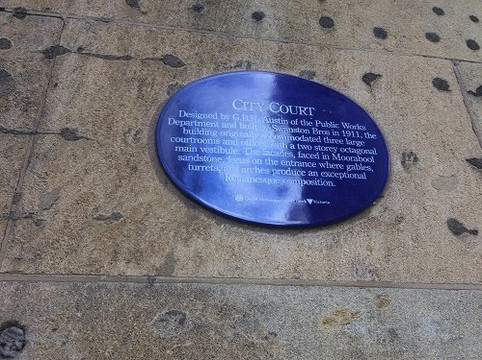 CITY COURT
Designed by G.B.H. Austin of the Public Works
Department and built by Swanston Bros in 1911, the
building originally accommodated three large
courtrooms and offices with a two storey octagonal
main vestibule. The facades, faced in Moorabool
sandstone, focus on the entrance where gables,
turrets and arches produce an exceptional
Romanesque composition.
Victoria